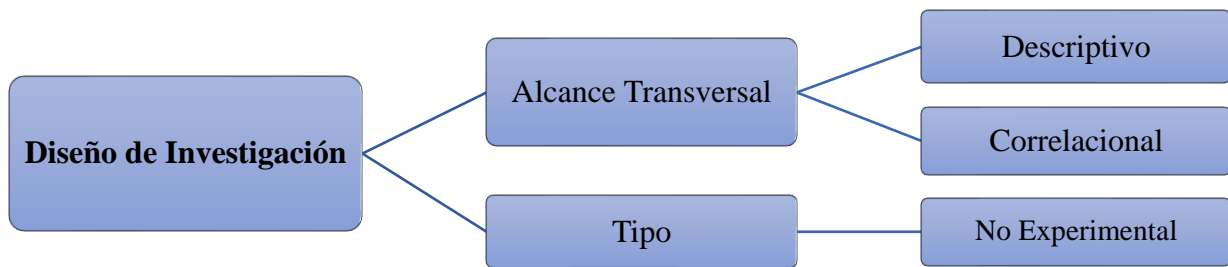 Diseño de Investigación
Alcance Transversal
Descriptivo
Correlacional
Tipo
No Experimental